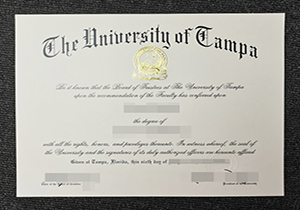 The University of Tampa
Be it known that the Board of Trustees of The University of Tampa
upon the recommendation of the Faculty has conferred upon
the degree of
with all the rights, honors, and privileges thereunto. In witness whereof, the seal of
the University and the signatures of its duly authorized officers are hereunto affixed
Given at Tampa, Florida, this sixth day of